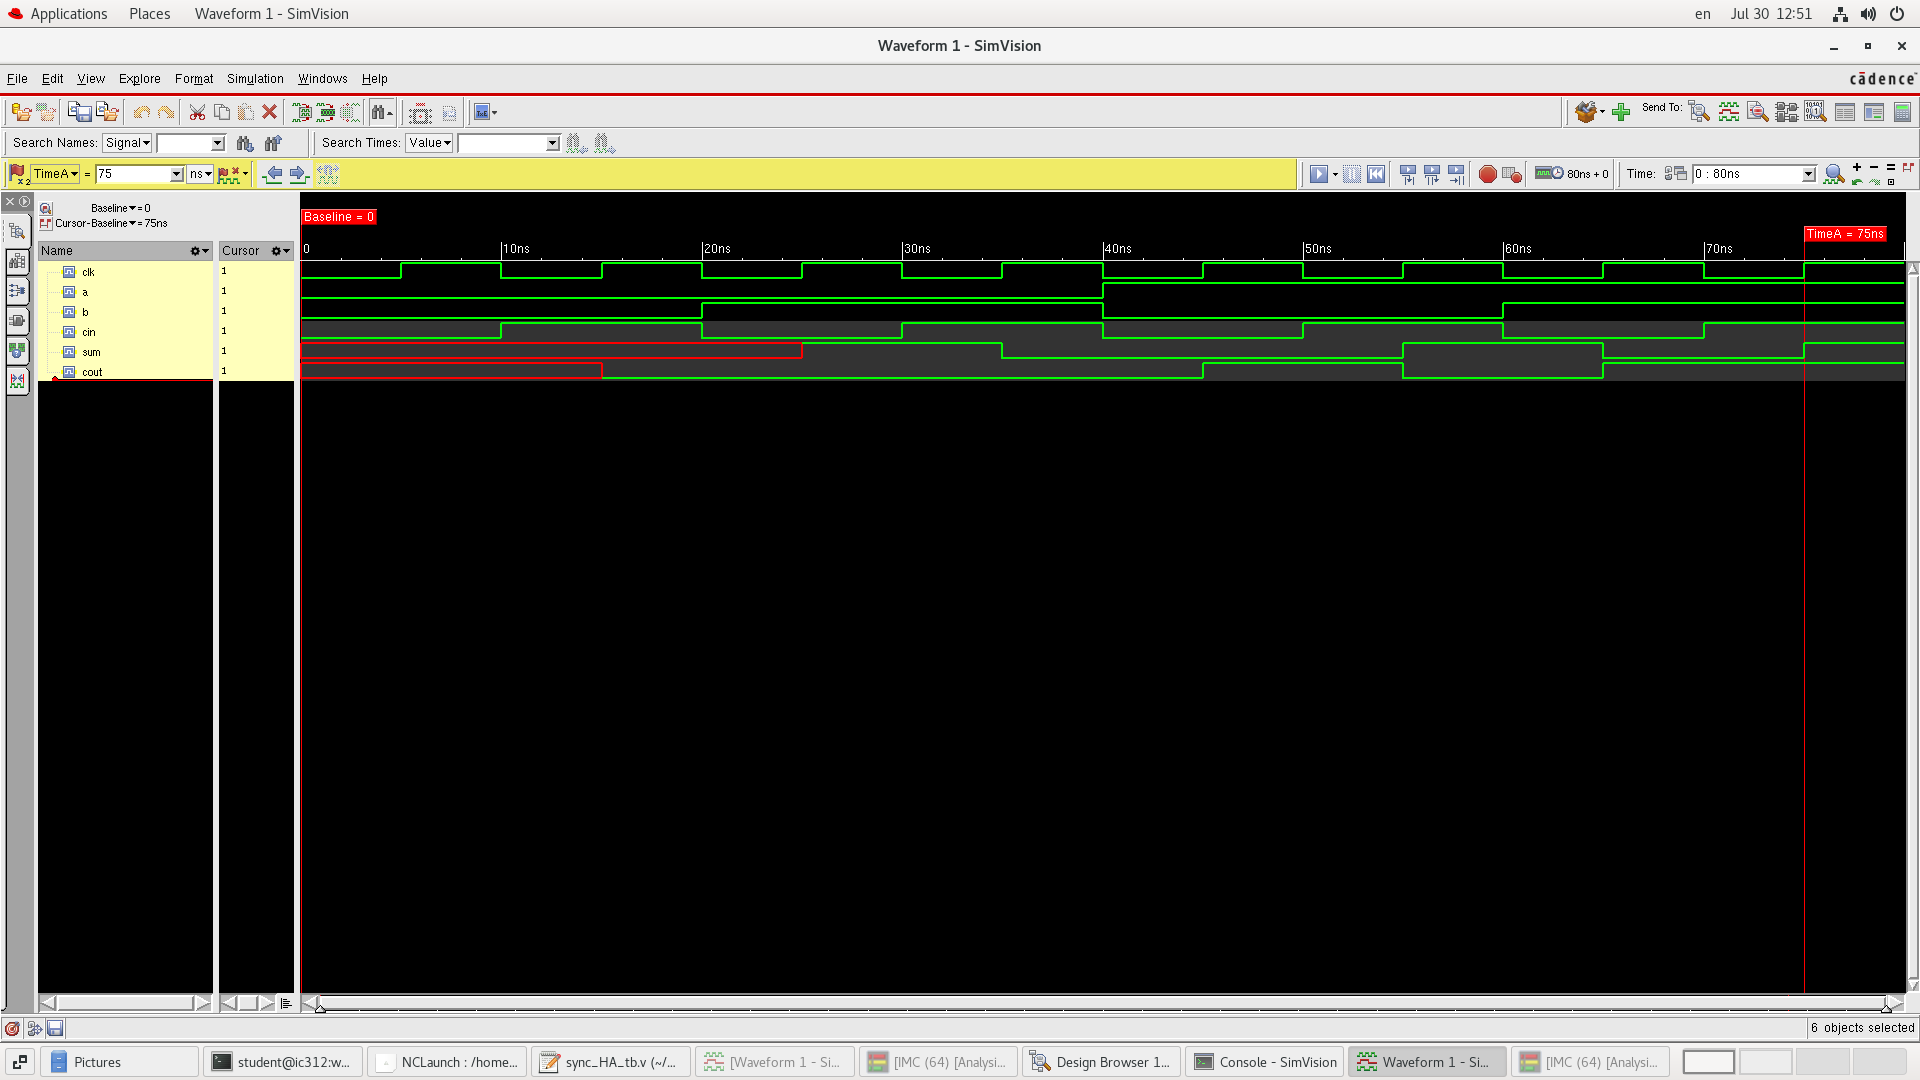 Applications Places Waveform 1 - SimVision en Jul 30 12:51
Waveform 1 - SimVision
File Edit View Explore Format Simulation Windows Help cādence
Send To:
Search Names: Signal Search Times: Value
TimeA = 75 ns 80ns + 0 Time: 0 : 80ns
Baseline = 0
Cursor-Baseline = 75ns
Baseline = 0
TimeA = 75ns
Name Cursor 0 10ns 20ns 30ns 40ns 50ns 60ns 70ns
clk 1
a 1
b 1
cin 1
sum 1
cout 1
6 objects selected
Pictures student@ic312:w... NCLaunch : /home... sync_HA_tb.v (~/... [Waveform 1 - Si... [IMC (64) [Analysi... Design Browser 1... Console - SimVision Waveform 1 - Si... [IMC (64) [Analysi...